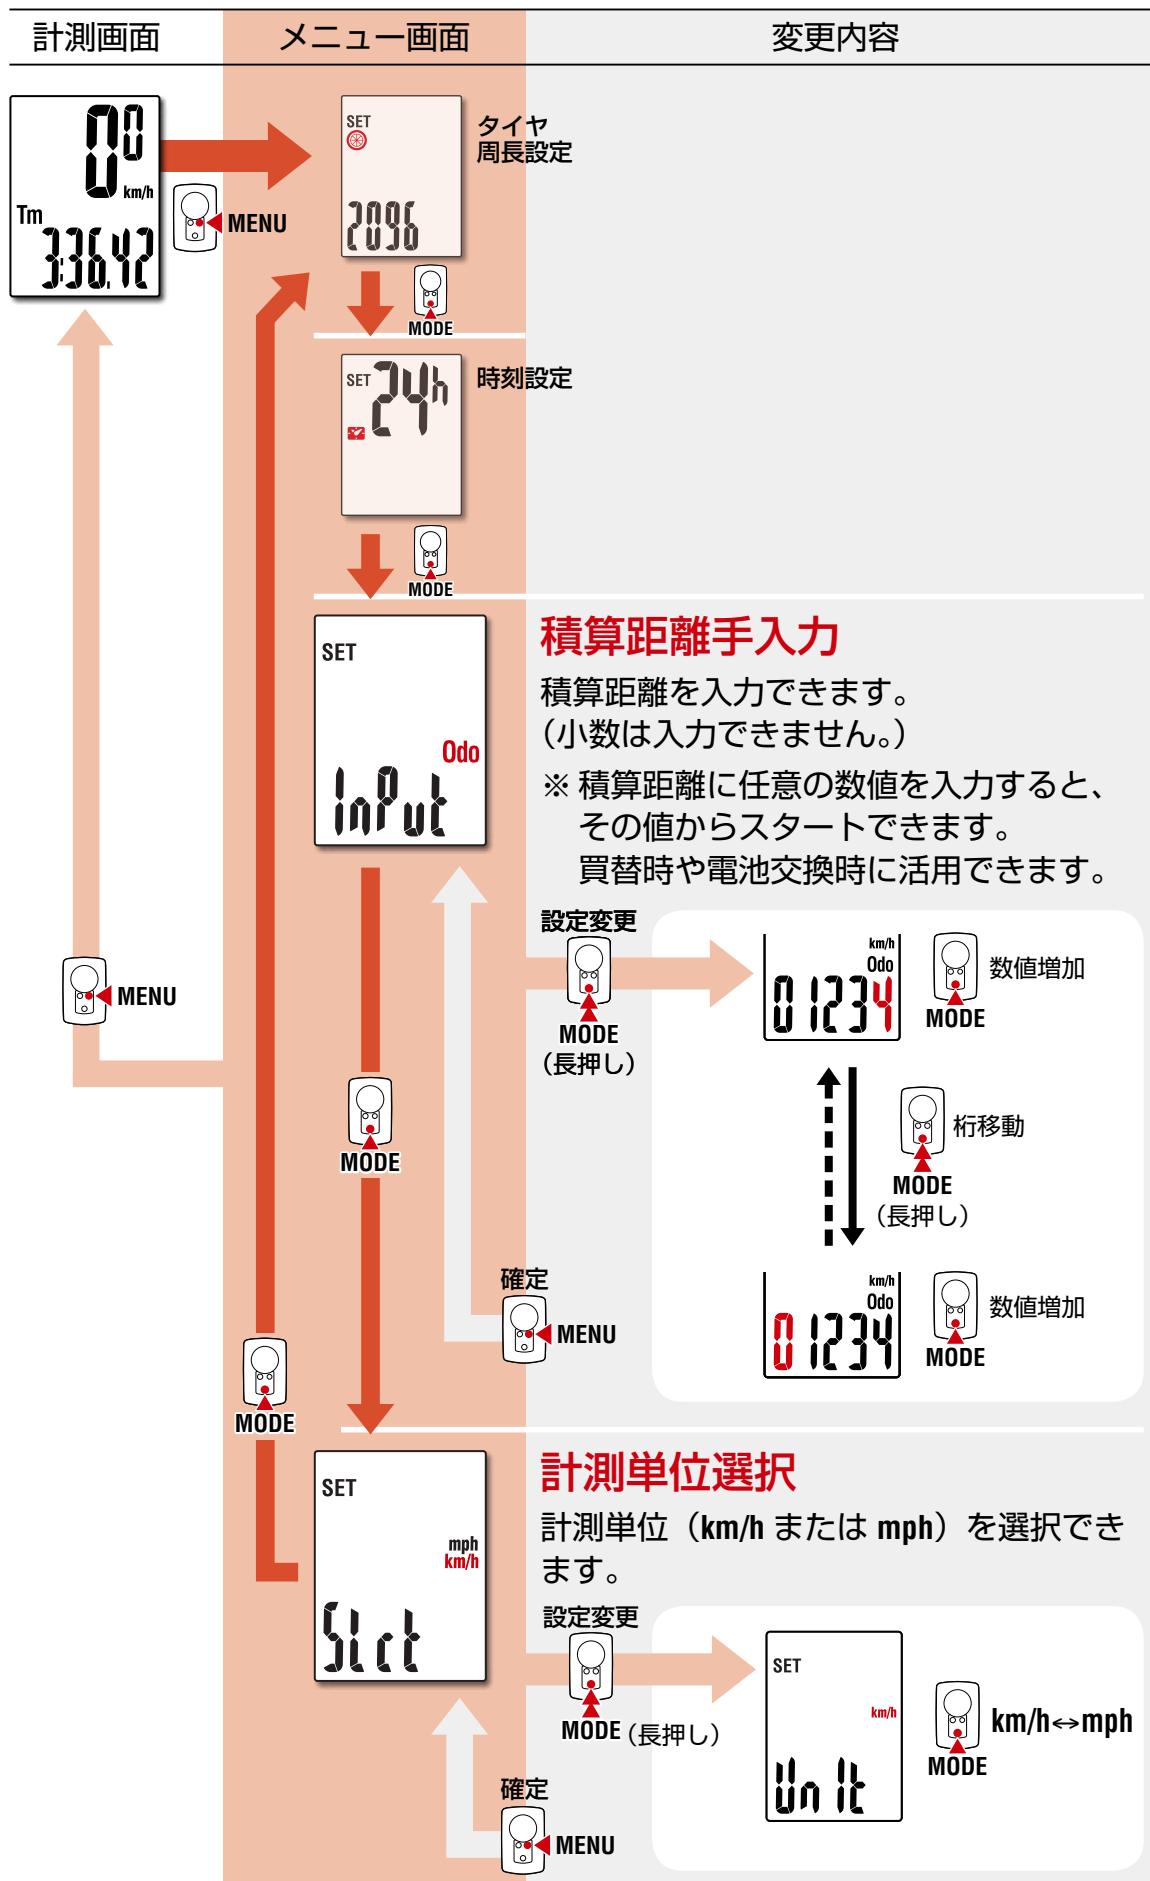 計測画面
メニュー画面
変更内容
0.0
km/h
Tm
3:36.42
MENU
SET
2096
タイヤ
周長設定
MODE
SET
24h
時刻設定
MODE
SET
Odo
InPut
積算距離手入力
積算距離を入力できます。
（小数は入力できません。）
※ 積算距離に任意の数値を入力すると、
その値からスタートできます。
買替時や電池交換時に活用できます。
設定変更
MODE
（長押し）
km/h
Odo
01234
数値増加
MODE
MENU
桁移動
MODE
（長押し）
MODE
km/h
Odo
01234
数値増加
MODE
確定
MENU
MODE
SET
mph
km/h
Slct
計測単位選択
計測単位（km/h または mph）を選択でき
ます。
設定変更
MODE（長押し）
SET
km/h
UnIt
km/h↔mph
MODE
確定
MENU